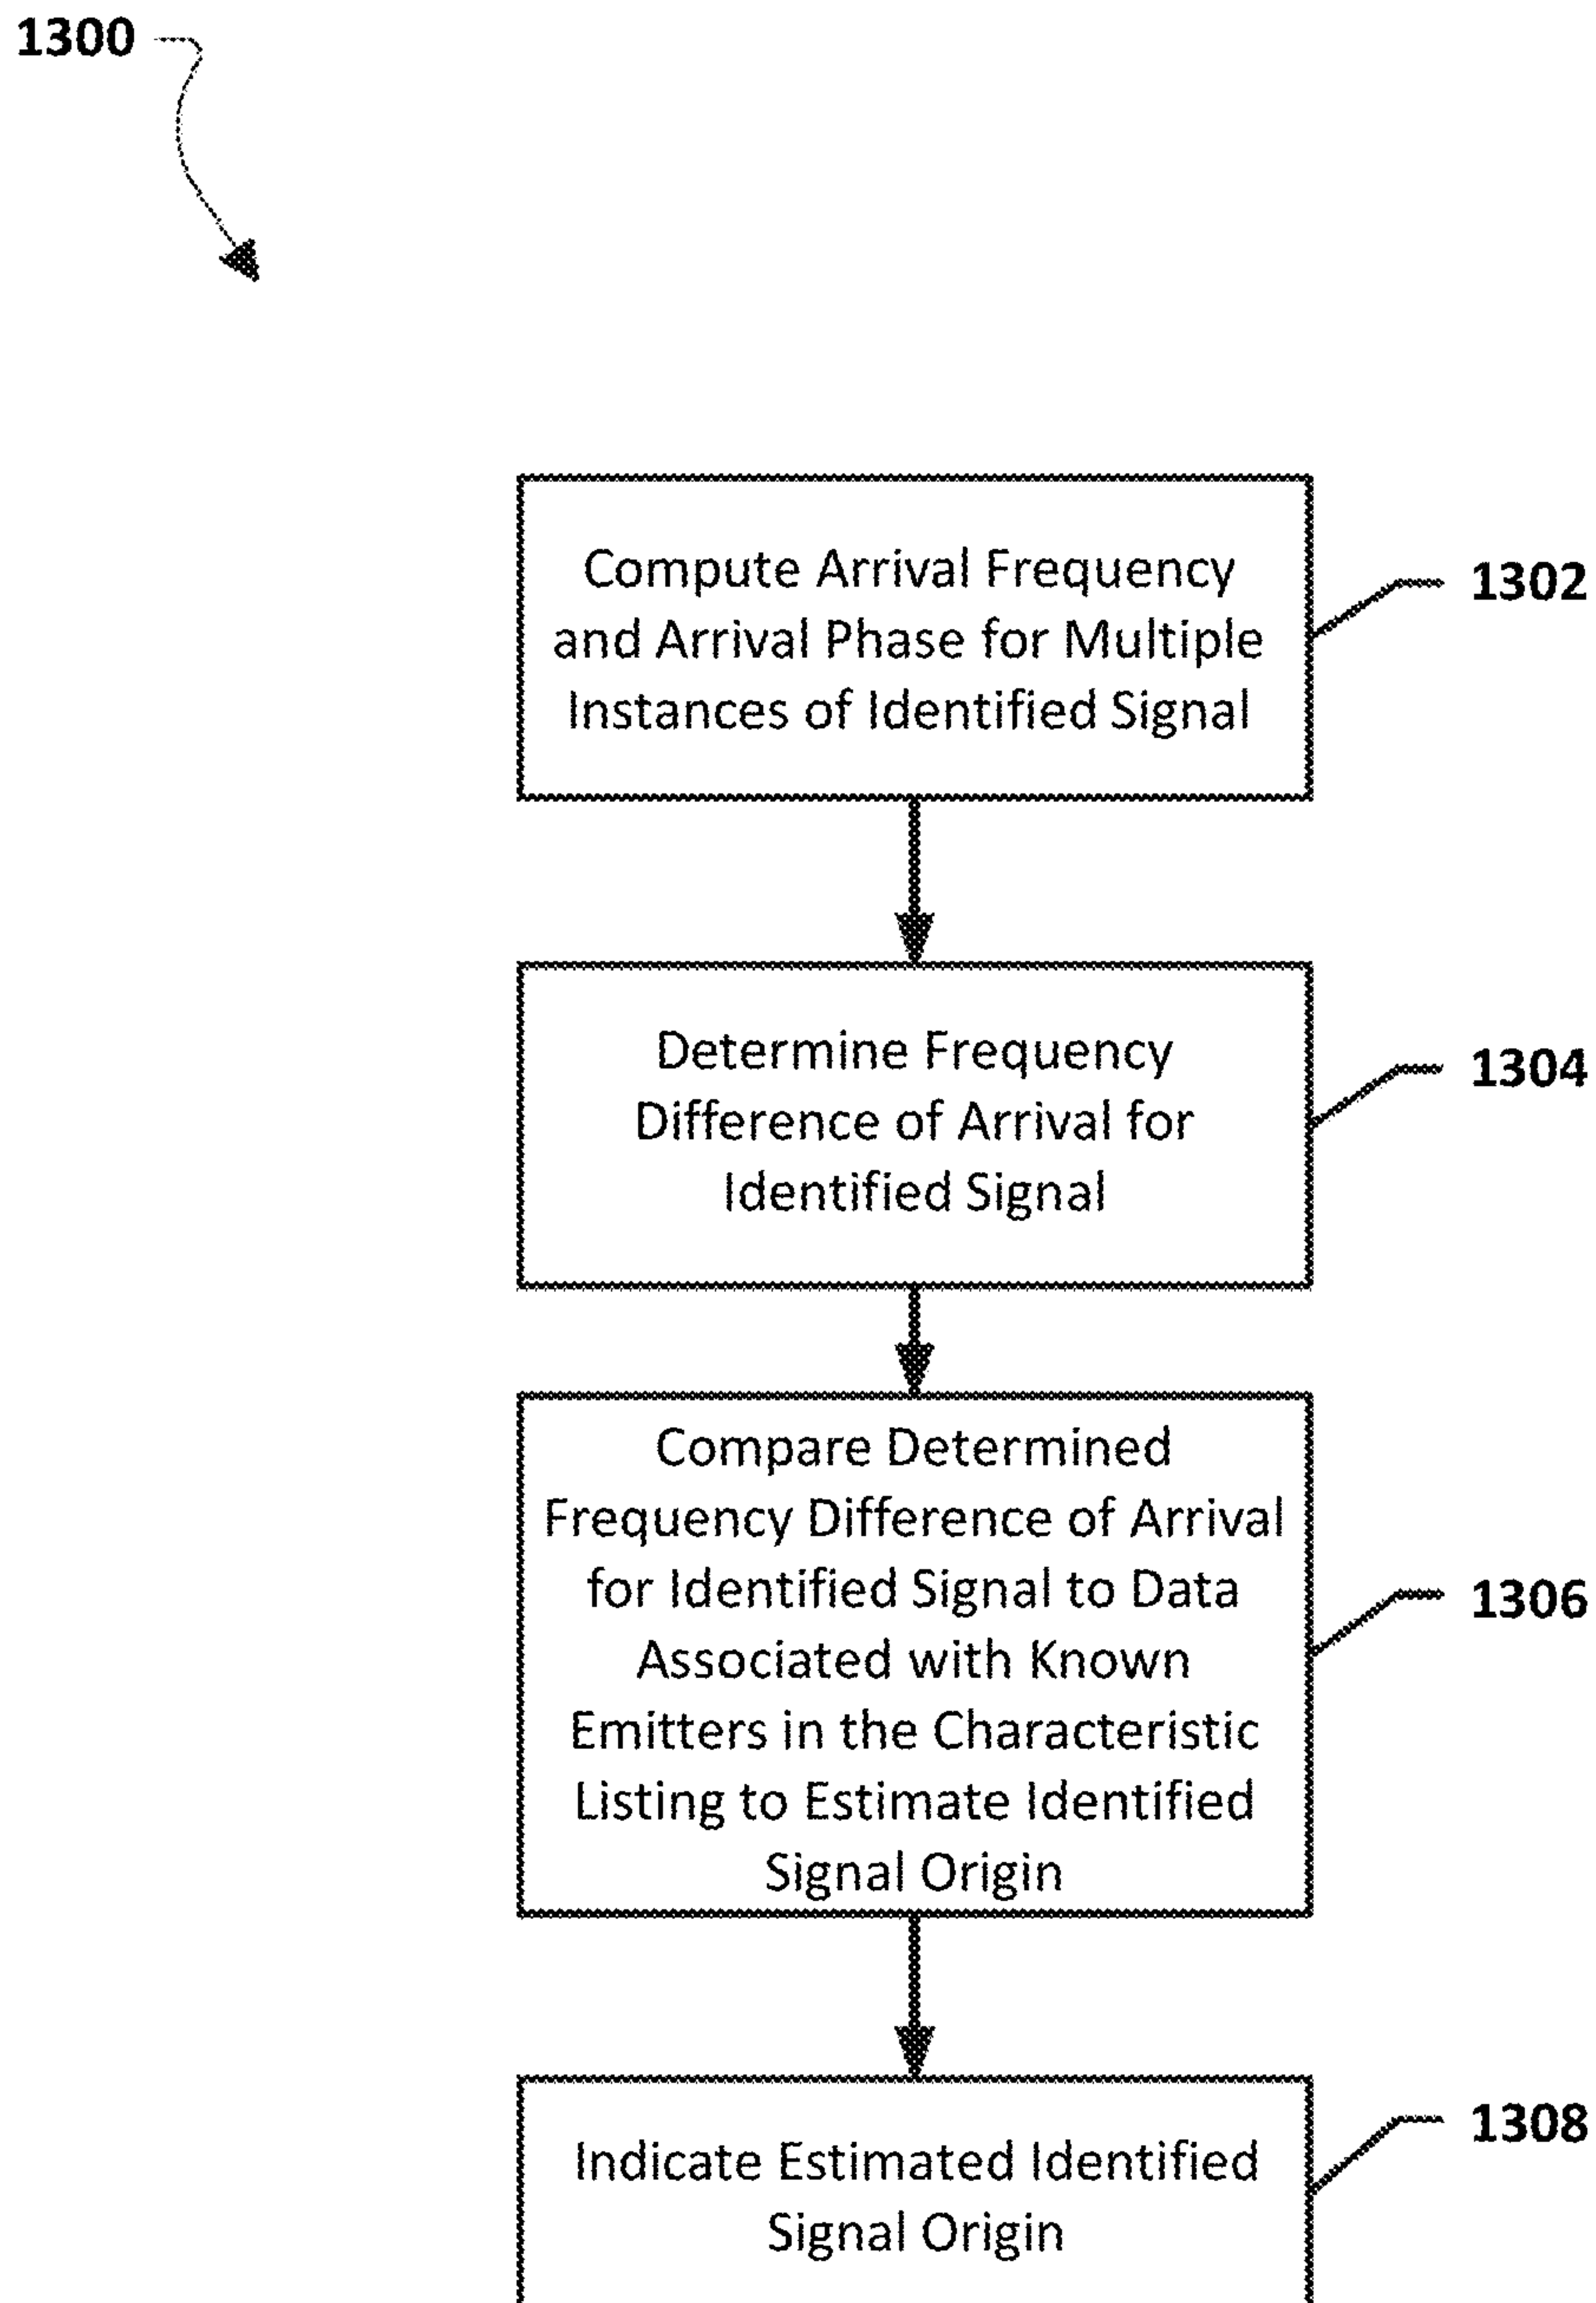 1300
Compute Arrival Frequency
and Arrival Phase for Multiple
Instances of Identified Signal
1302
Determine Frequency
Difference of Arrival for
Identified Signal
1304
Compare Determined
Frequency Difference of Arrival
for Identified Signal to Data
Associated with Known
Emitters in the Characteristic
Listing to Estimate Identified
Signal Origin
1306
Indicate Estimated Identified
Signal Origin
1308